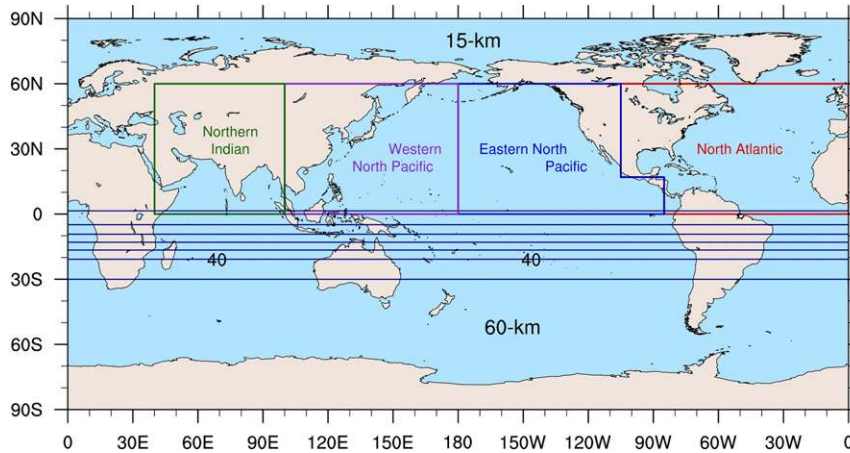 90N
15-km
60N
Northern
Indian
Western
North Pacific
Eastern North
Pacific
North Atlantic
30N
0
40
40
30S
60-km
60S
90S
0 30E 60E 90E 120E 150E 180 150W 120W 90W 60W 30W 0